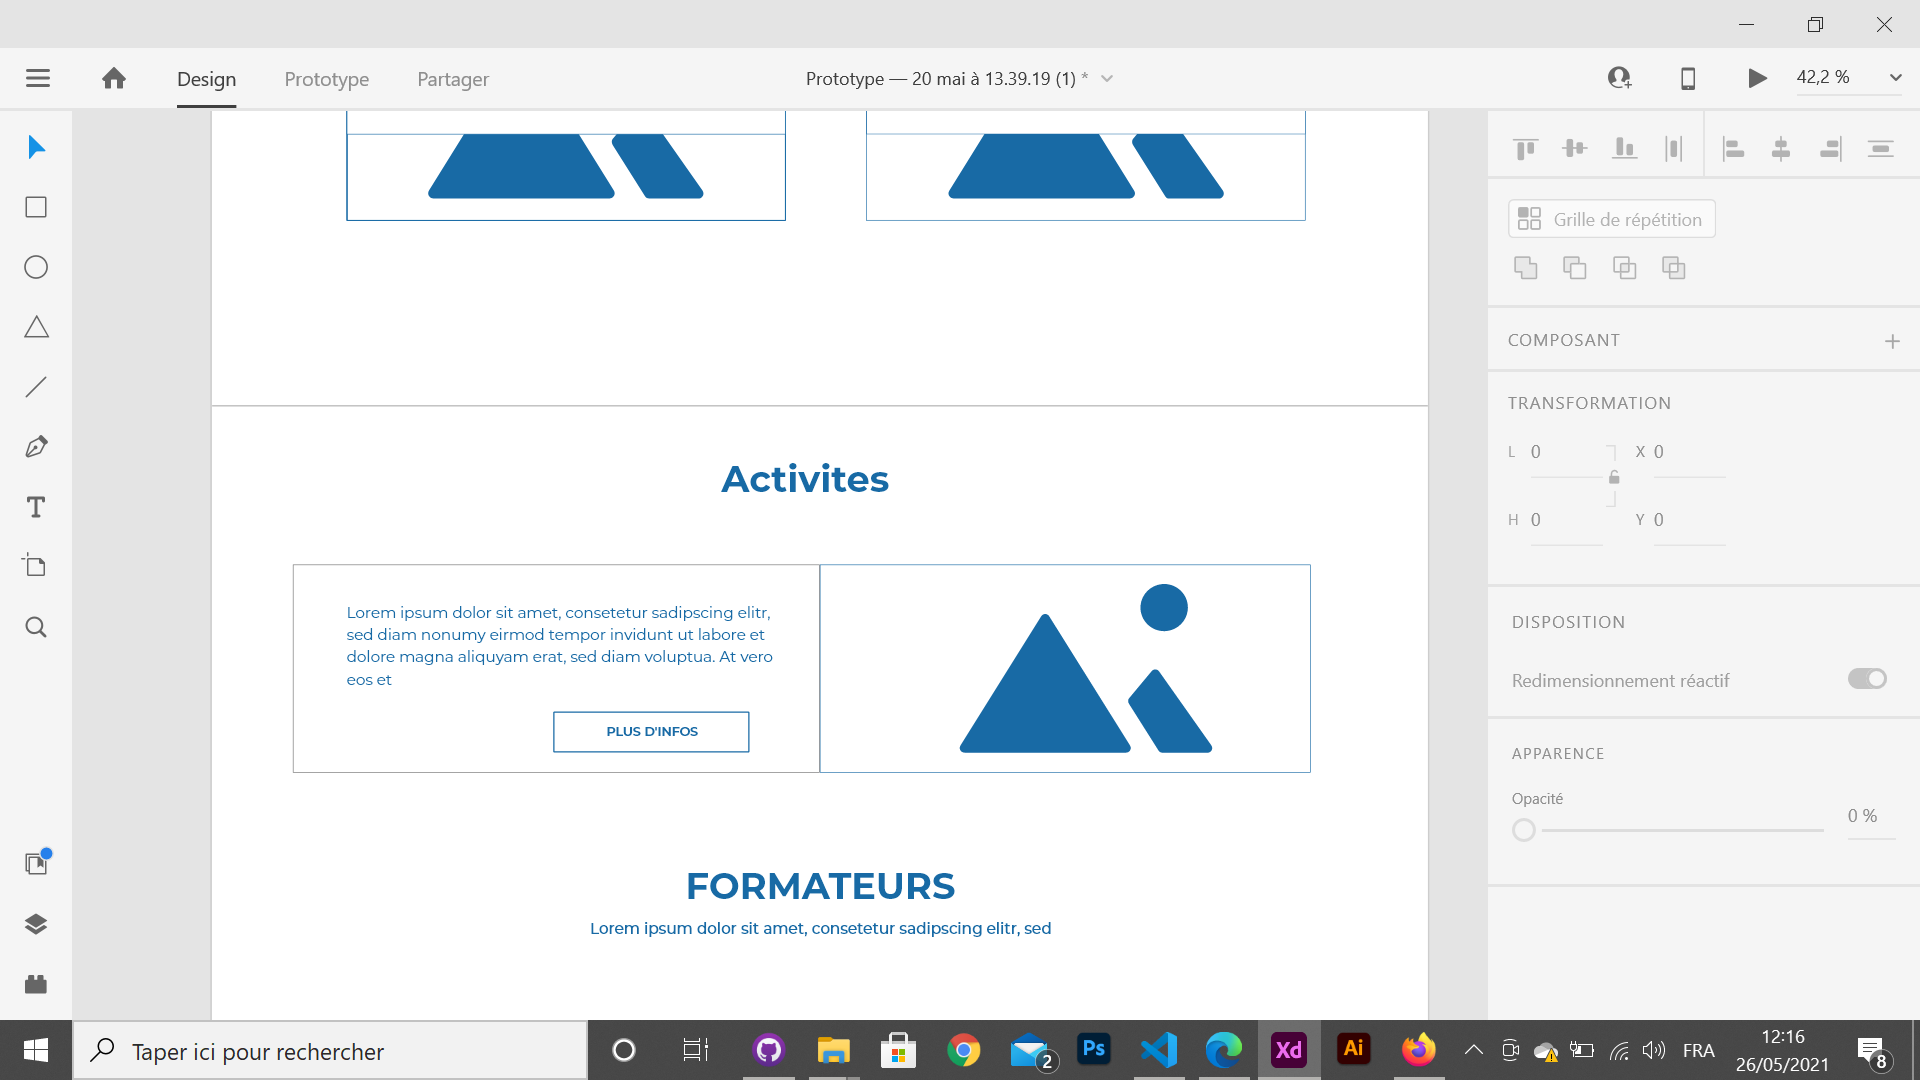 Design
Prototype
Partager
Prototype — 20 mai à 13.39.19 (1) *
42,2 %
Grille de répétition
COMPOSANT
TRANSFORMATION
L 0
X 0
H 0
Y 0
DISPOSITION
Redimensionnement réactif
APPARENCE
Opacité
0 %
Activites
Lorem ipsum dolor sit amet, consetetur sadipscing elitr,
sed diam nonumy eirmod tempor invidunt ut labore et
dolore magna aliquyam erat, sed diam voluptua. At vero
eos et
PLUS D'INFOS
FORMATEURS
Lorem ipsum dolor sit amet, consetetur sadipscing elitr, sed
Taper ici pour rechercher
2
Ps
Xd
Ai
FRA
12:16
26/05/2021
8